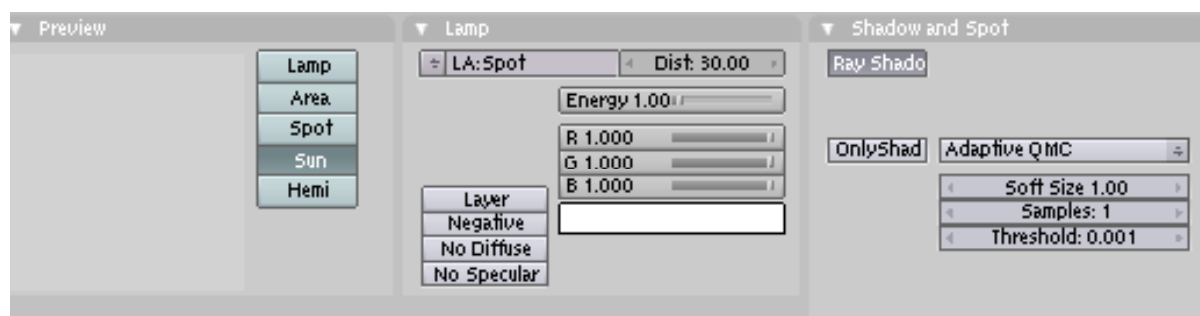 Preview
Lamp
Area
Spot
Sun
Hemi
Lamp
LA:Spot
Dist: 30.00
Energy 1.00
R 1.000
G 1.000
B 1.000
Layer
Negative
No Diffuse
No Specular
Shadow and Spot
Ray Shado
OnlyShad
Adaptive QMC
Soft Size 1.00
Samples: 1
Threshold: 0.001